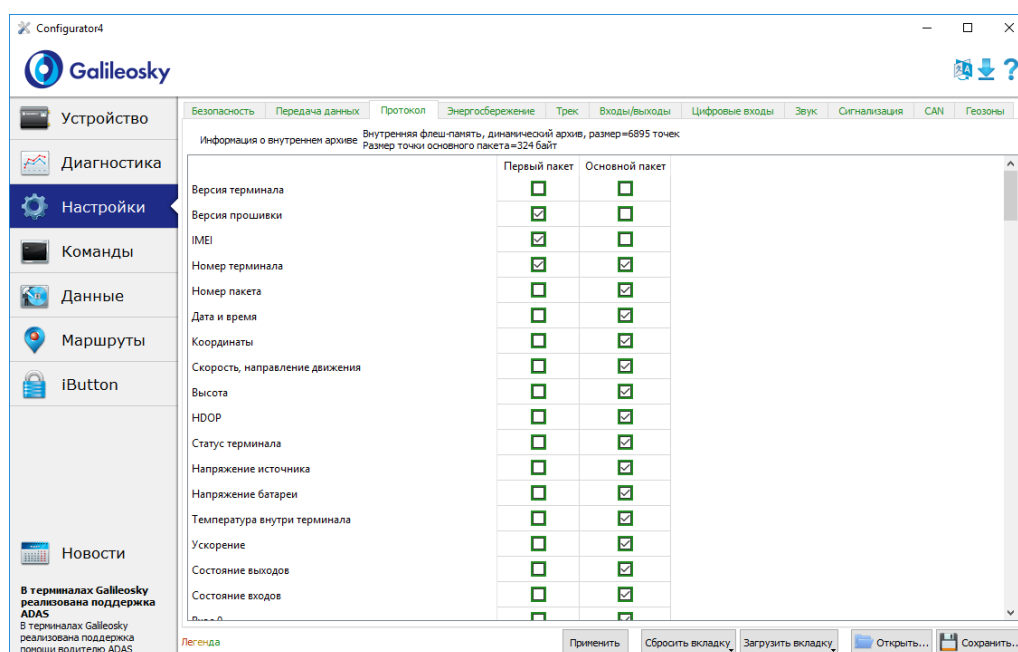 Configurator4
Galileosky
Устройство
Диагностика
Настройки
Команды
Данные
Маршруты
iButton
Новости
В терминалах Galileosky
реализована поддержка
ADAS
В терминалах Galileosky
реализована поддержка
помощи водителю ADAS
Безопасность Передача данных Протокол Энергосбережение Трек Входы/выходы Цифровые входы Звук Сигнализация CAN Геозоны
Информация о внутреннем архиве Внутренняя флеш-память, динамический архив, размер=6895 точек
Размер точки основного пакета=324 байт
Первый пакет Основной пакет
Версия терминала
Версия прошивки
IMEI
Номер терминала
Номер пакета
Дата и время
Координаты
Скорость, направление движения
Высота
HDOP
Статус терминала
Напряжение источника
Напряжение батареи
Температура внутри терминала
Ускорение
Состояние выходов
Состояние входов
Вход 0
Легенда
Применить Сбросить вкладку Загрузить вкладку Открыть... Сохранить...